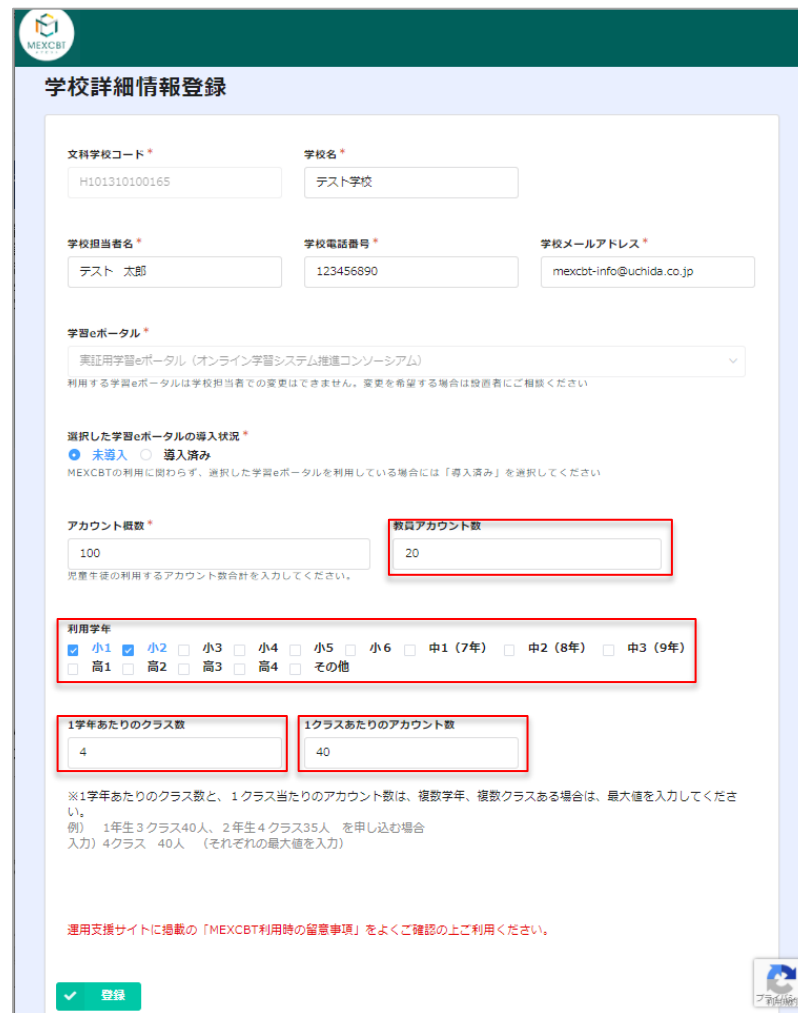 MEXCBT
学校詳細情報登録
文科学校コード * 学校名 *
H101310100165 テスト学校
学校担当者名 * 学校電話番号 * 学校メールアドレス *
テスト 太郎 123456890 mexcbt-info@uchida.co.jp
学習eポータル *
実証用学習eポータル（オンライン学習システム推進コンソーシアム）
利用する学習eポータルは学校担当者での変更はできません。変更を希望する場合は設置者にご相談ください
選択した学習eポータルの導入状況 *
未導入 導入済み
MEXCBTの利用に関わらず、選択した学習eポータルを利用している場合には「導入済み」を選択してください
アカウント概数 * 教員アカウント数
100 20
児童生徒の利用するアカウント数合計を入力してください。
利用学年
小1 小2 小3 小4 小5 小6 中1（7年） 中2（8年） 中3（9年）
高1 高2 高3 高4 その他
1学年あたりのクラス数 1クラスあたりのアカウント数
4 40
※1学年あたりのクラス数と、１クラス当たりのアカウント数は、複数学年、複数クラスある場合は、最大値を入力してくださ
い。
例） 1年生３クラス40人、２年生４クラス35人 を申し込む場合
入力）4クラス 40人 （それぞれの最大値を入力）
運用支援サイトに掲載の「MEXCBT利用時の留意事項」をよくご確認の上ご利用ください。
登録